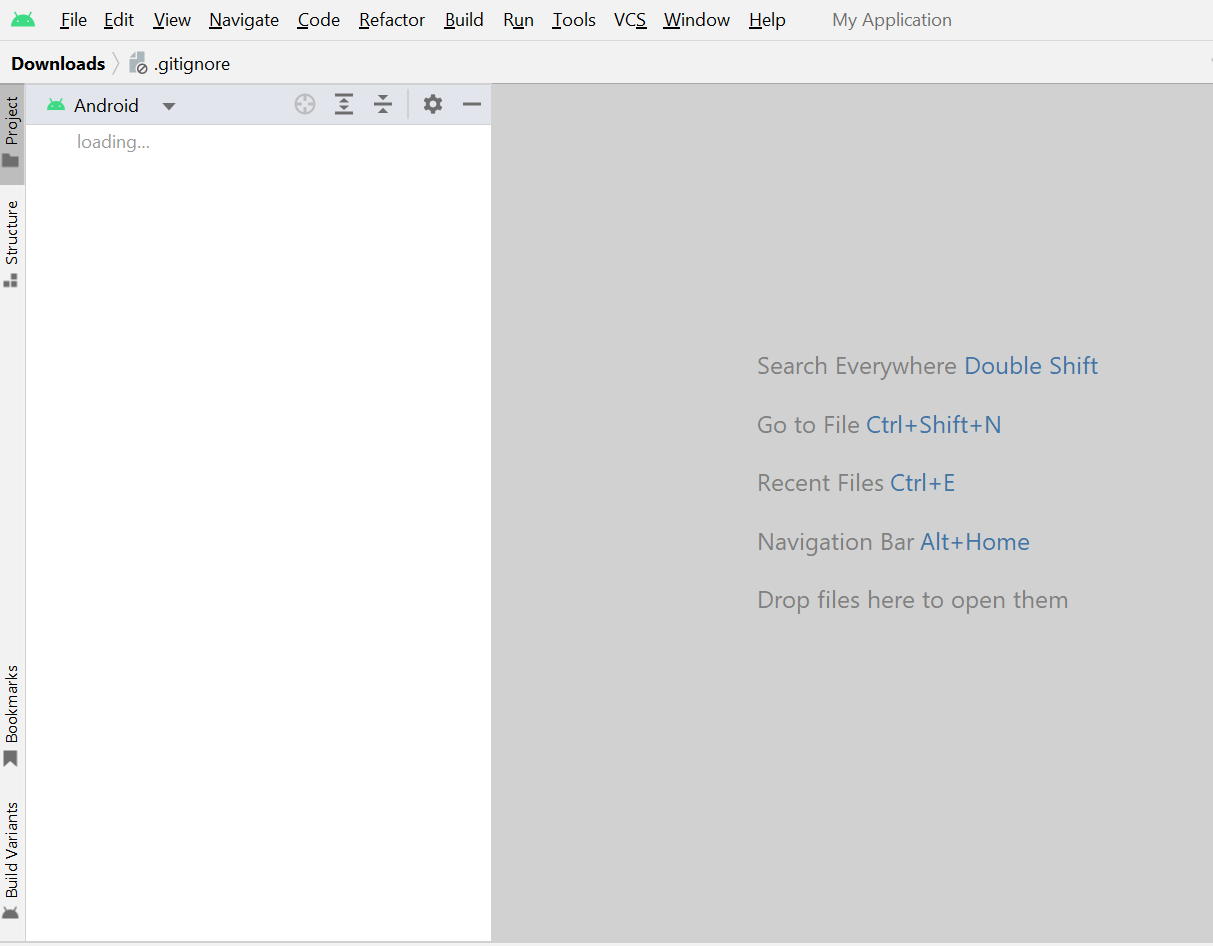 File Edit View Navigate Code Refactor Build Run Tools VCS Window Help My Application
Downloads .gitignore
Project
Android
loading...
Structure
Search Everywhere Double Shift
Go to File Ctrl+Shift+N
Recent Files Ctrl+E
Navigation Bar Alt+Home
Drop files here to open them
Bookmarks
Build Variants